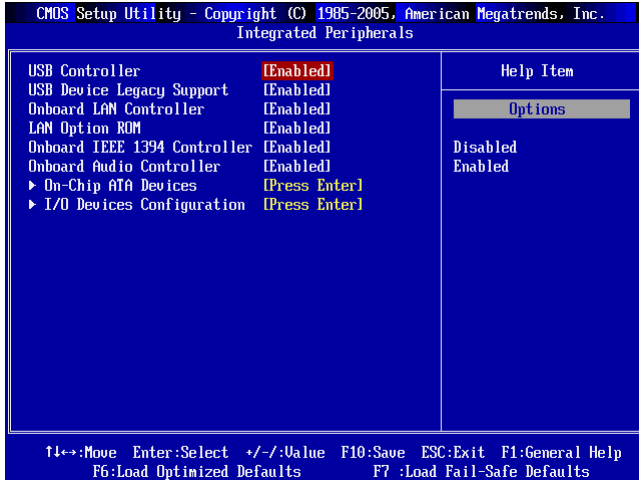 CMOS Setup Utility - Copyright (C) 1985-2005, American Megatrends, Inc.
Integrated Peripherals
USB Controller [Enabled]
USB Device Legacy Support [Enabled]
Onboard LAN Controller [Enabled]
LAN Option ROM [Enabled]
Onboard IEEE 1394 Controller [Enabled]
Onboard Audio Controller [Enabled]
▶ On-Chip ATA Devices [Press Enter]
▶ I/O Devices Configuration [Press Enter]
Help Item
Options
Disabled
Enabled
↑↓↔:Move Enter:Select +/-/:Value F10:Save ESC:Exit F1:General Help
F6:Load Optimized Defaults F7 :Load Fail-Safe Defaults